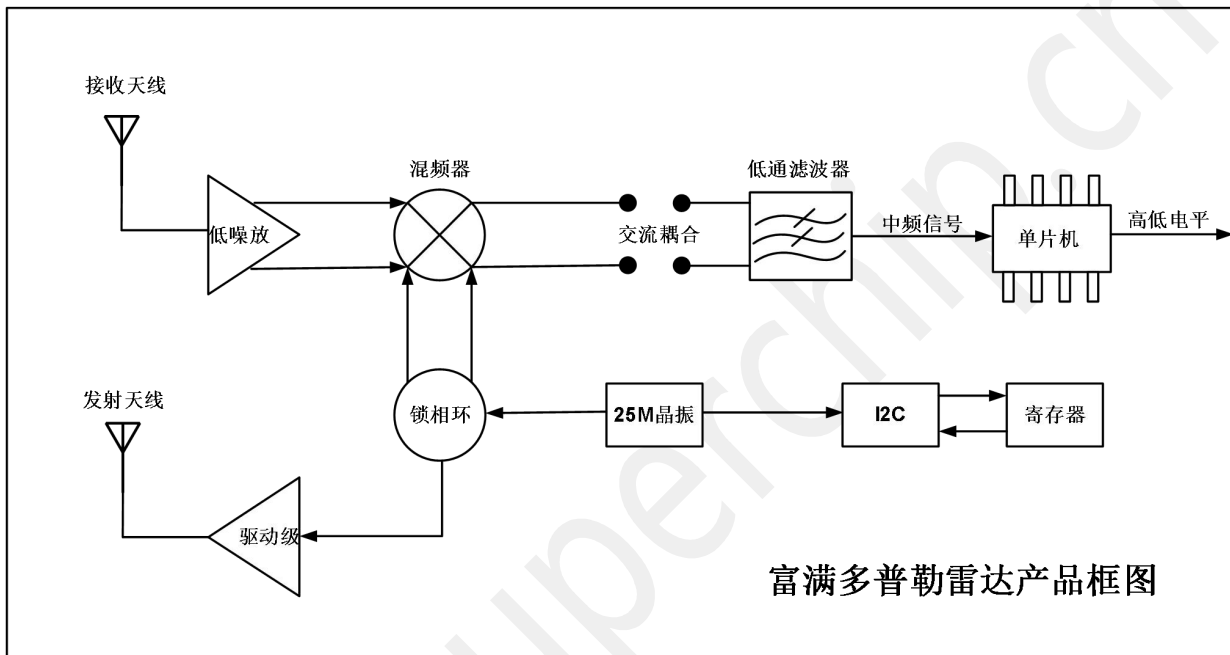 接收天线
混频器
低通滤波器
低噪放
交流耦合
中频信号
单片机
高低电平
发射天线
锁相环
25M晶振
I2C
寄存器
驱动级
富满多普勒雷达产品框图
uperchip.cn